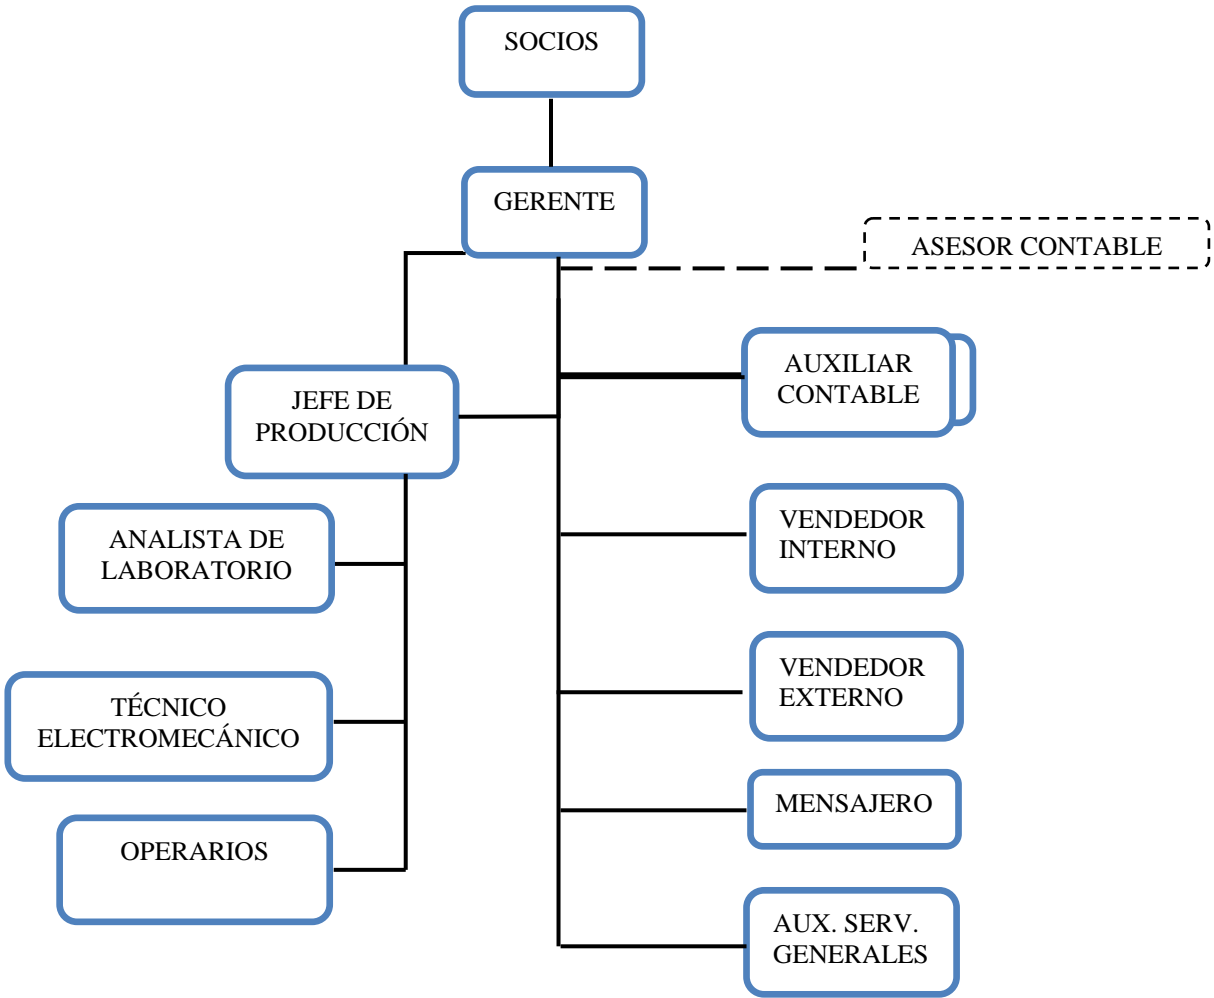 SOCIOS
GERENTE
ASESOR CONTABLE
AUXILIAR
CONTABLE
JEFE DE
PRODUCCIÓN
VENDEDOR
INTERNO
ANALISTA DE
LABORATORIO
VENDEDOR
EXTERNO
TÉCNICO
ELECTROMECÁNICO
MENSAJERO
OPERARIOS
AUX. SERV.
GENERALES